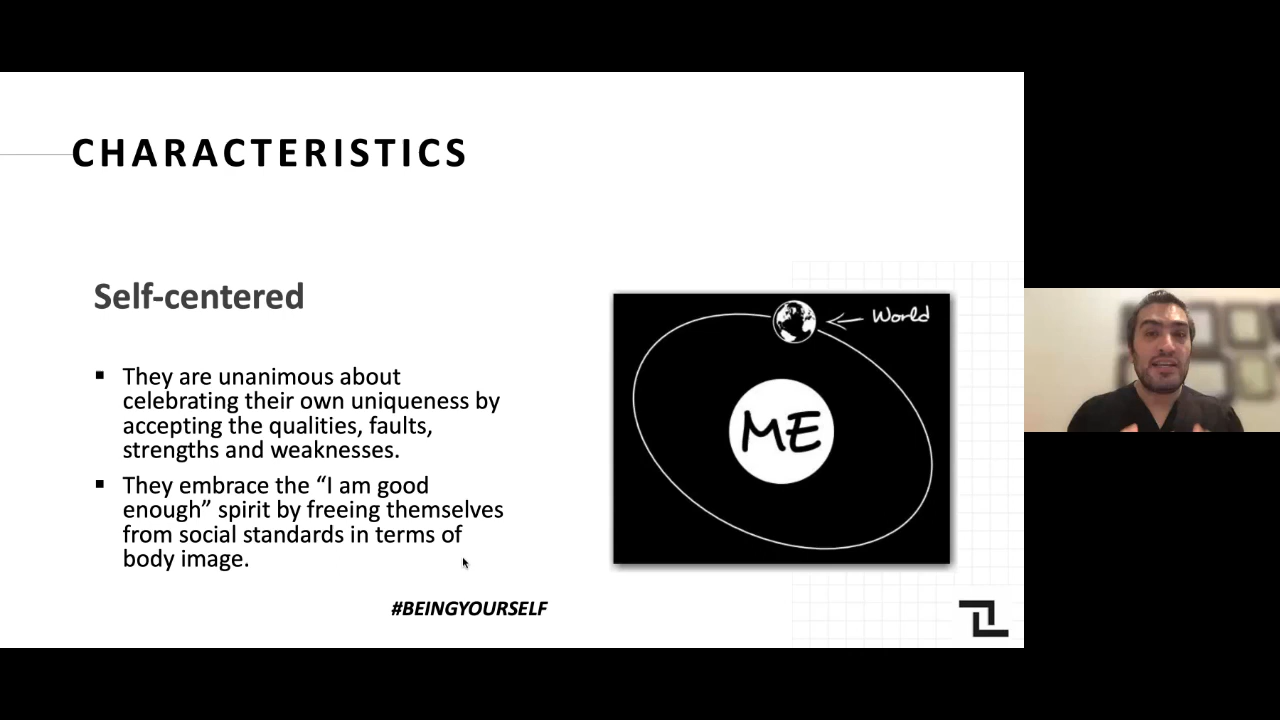 CHARACTERISTICS
Self-centered
▪ They are unanimous about
celebrating their own uniqueness by
accepting the qualities, faults,
strengths and weaknesses.
▪ They embrace the “I am good
enough” spirit by freeing themselves
from social standards in terms of
body image.
#BEINGYOURSELF
World
ME